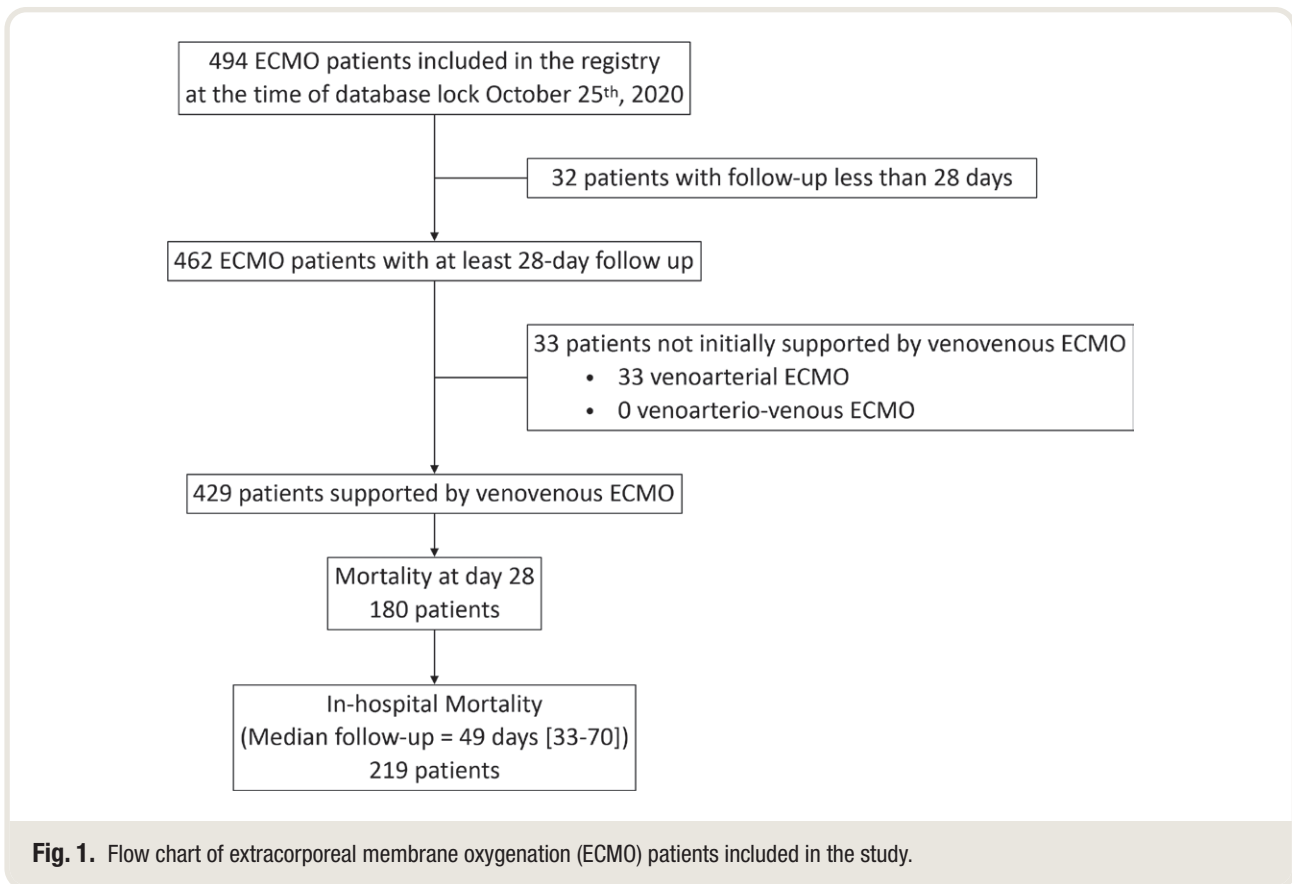 494 ECMO patients included in the registry
at the time of database lock October 25th, 2020
32 patients with follow-up less than 28 days
462 ECMO patients with at least 28-day follow up
33 patients not initially supported by venovenous ECMO
• 33 venoarterial ECMO
• 0 venoarterio-venous ECMO
429 patients supported by venovenous ECMO
Mortality at day 28
180 patients
In-hospital Mortality
(Median follow-up = 49 days [33-70])
219 patients
Fig. 1. Flow chart of extracorporeal membrane oxygenation (ECMO) patients included in the study.